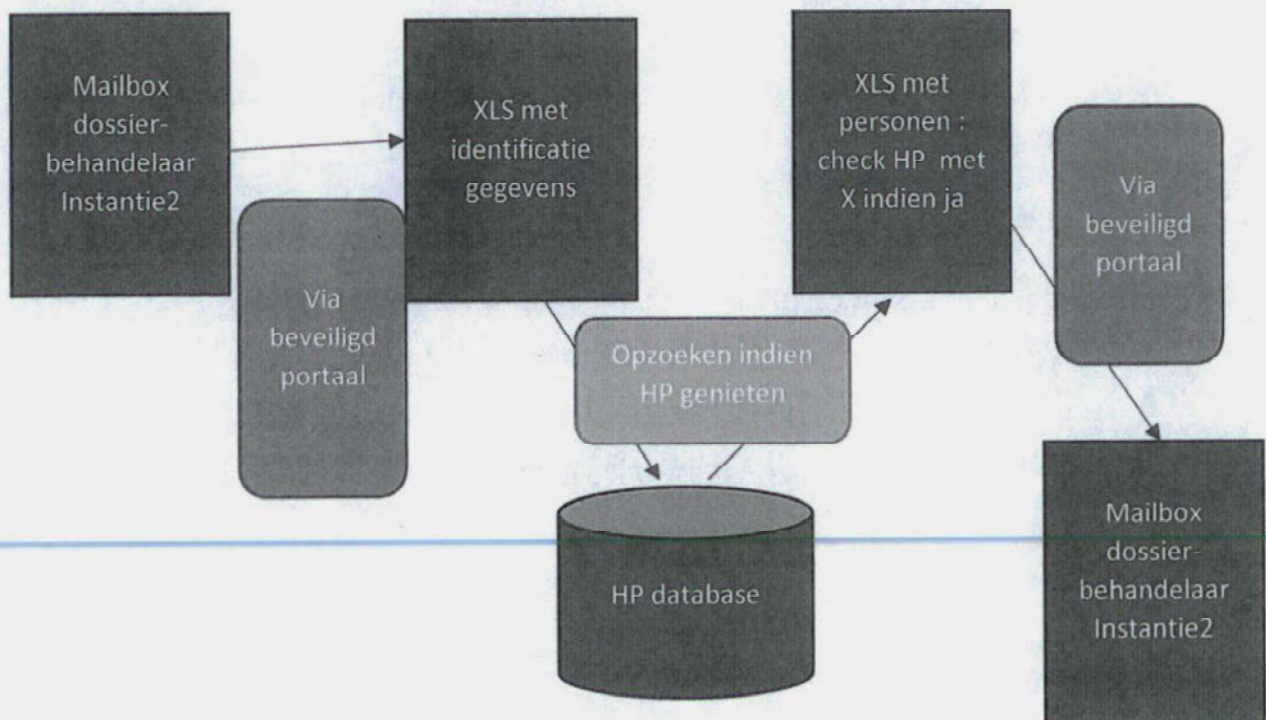 Mailbox
dossier-
behandelaar
Instantie2
Via
beveiligd
portaal
XLS met
identificatie
gegevens
Opzoeken indien
HP genieten
HP database
XLS met
personen :
check HP met
X indien ja
Via
beveiligd
portaal
Mailbox
dossier-
behandelaar
Instantie2